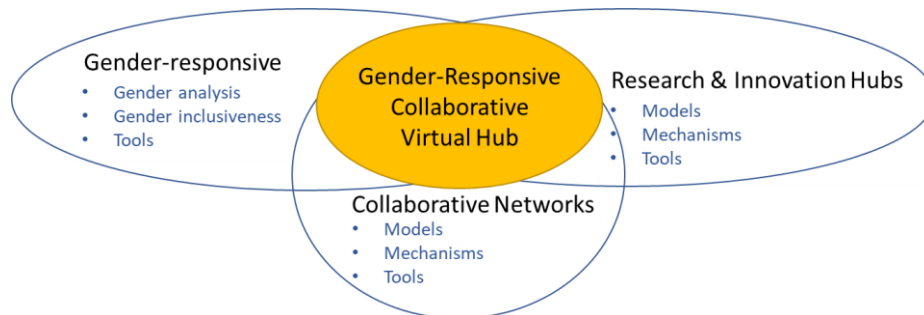 Gender-responsive
• Gender analysis
• Gender inclusiveness
• Tools
Gender-Responsive
Collaborative
Virtual Hub
Research & Innovation Hubs
• Models
• Mechanisms
• Tools
Collaborative Networks
• Models
• Mechanisms
• Tools